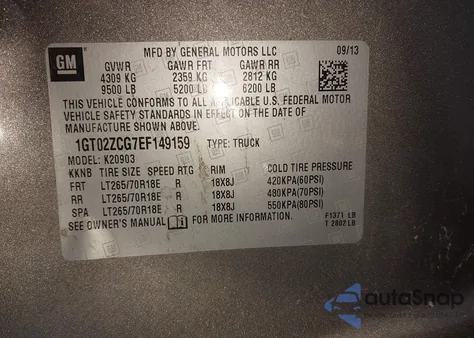 GM
MFD BY GENERAL MOTORS LLC 09/13
GVWR GAWR FRT GAWR RR
4309 KG 2359 KG 2812 KG
9500 LB 5200 LB 6200 LB
THIS VEHICLE CONFORMS TO ALL APPLICABLE U.S. FEDERAL MOTOR
VEHICLE SAFETY STANDARDS IN EFFECT ON THE DATE OF
MANUFACTURE SHOWN ABOVE.
1GT02ZCG7EF149159 TYPE: TRUCK
MODEL: K20903
KKNB TIRE SIZE SPEED RTG RIM COLD TIRE PRESSURE
FRT LT265/70R18E R 18X8J 420KPA(60PSI)
RR LT265/70R18E R 18X8J 480KPA(70PSI)
SPA LT265/70R18E R 18X8J 550KPA(80PSI)
SEE OWNER'S MANUAL FOR MORE INFORMATION.
F1371 LB
T 2802 LB
autoSnap